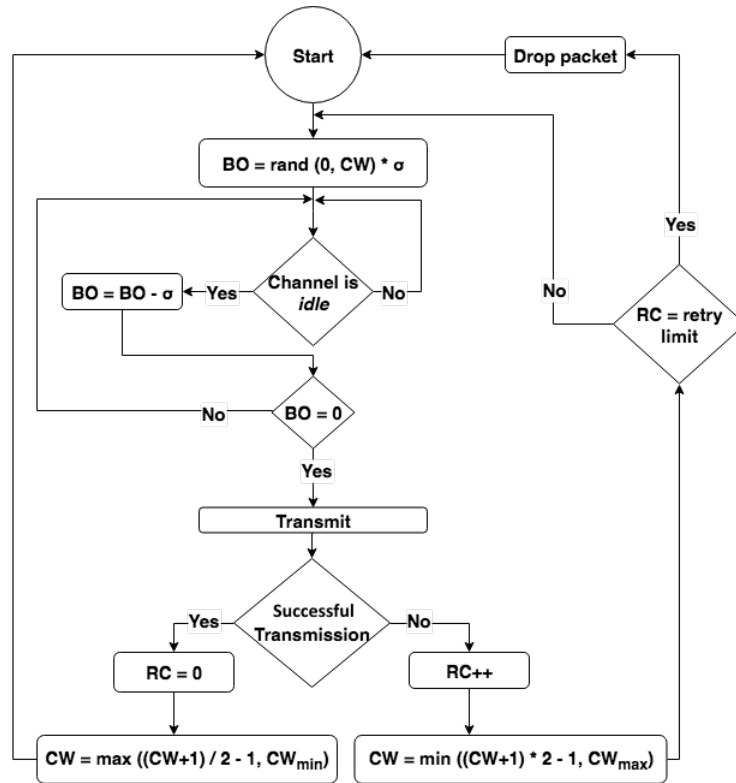 Start
Drop packet
BO = rand (0, CW) * σ
Yes
Channel is
idle
Yes
No
BO = BO - σ
No
RC = retry
limit
BO = 0
No
Yes
Transmit
Successful
Transmission
Yes
No
RC = 0
RC++
CW = max ((CW+1) / 2 - 1, CWmin)
CW = min ((CW+1) * 2 - 1, CWmax)